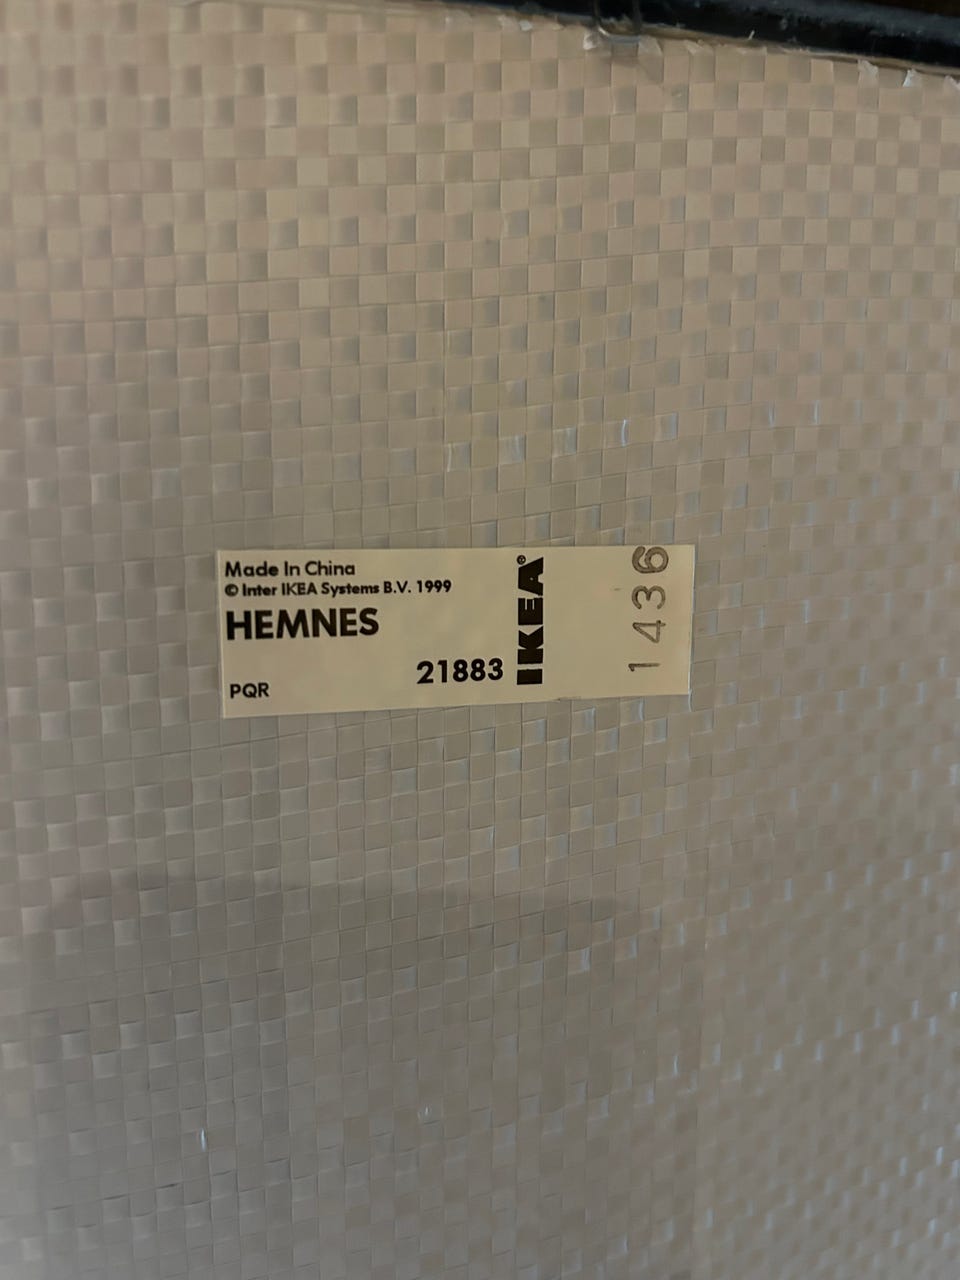 Made In China
© Inter IKEA Systems B.V. 1999
HEMNES
21883
PQR
IKEA®
1436